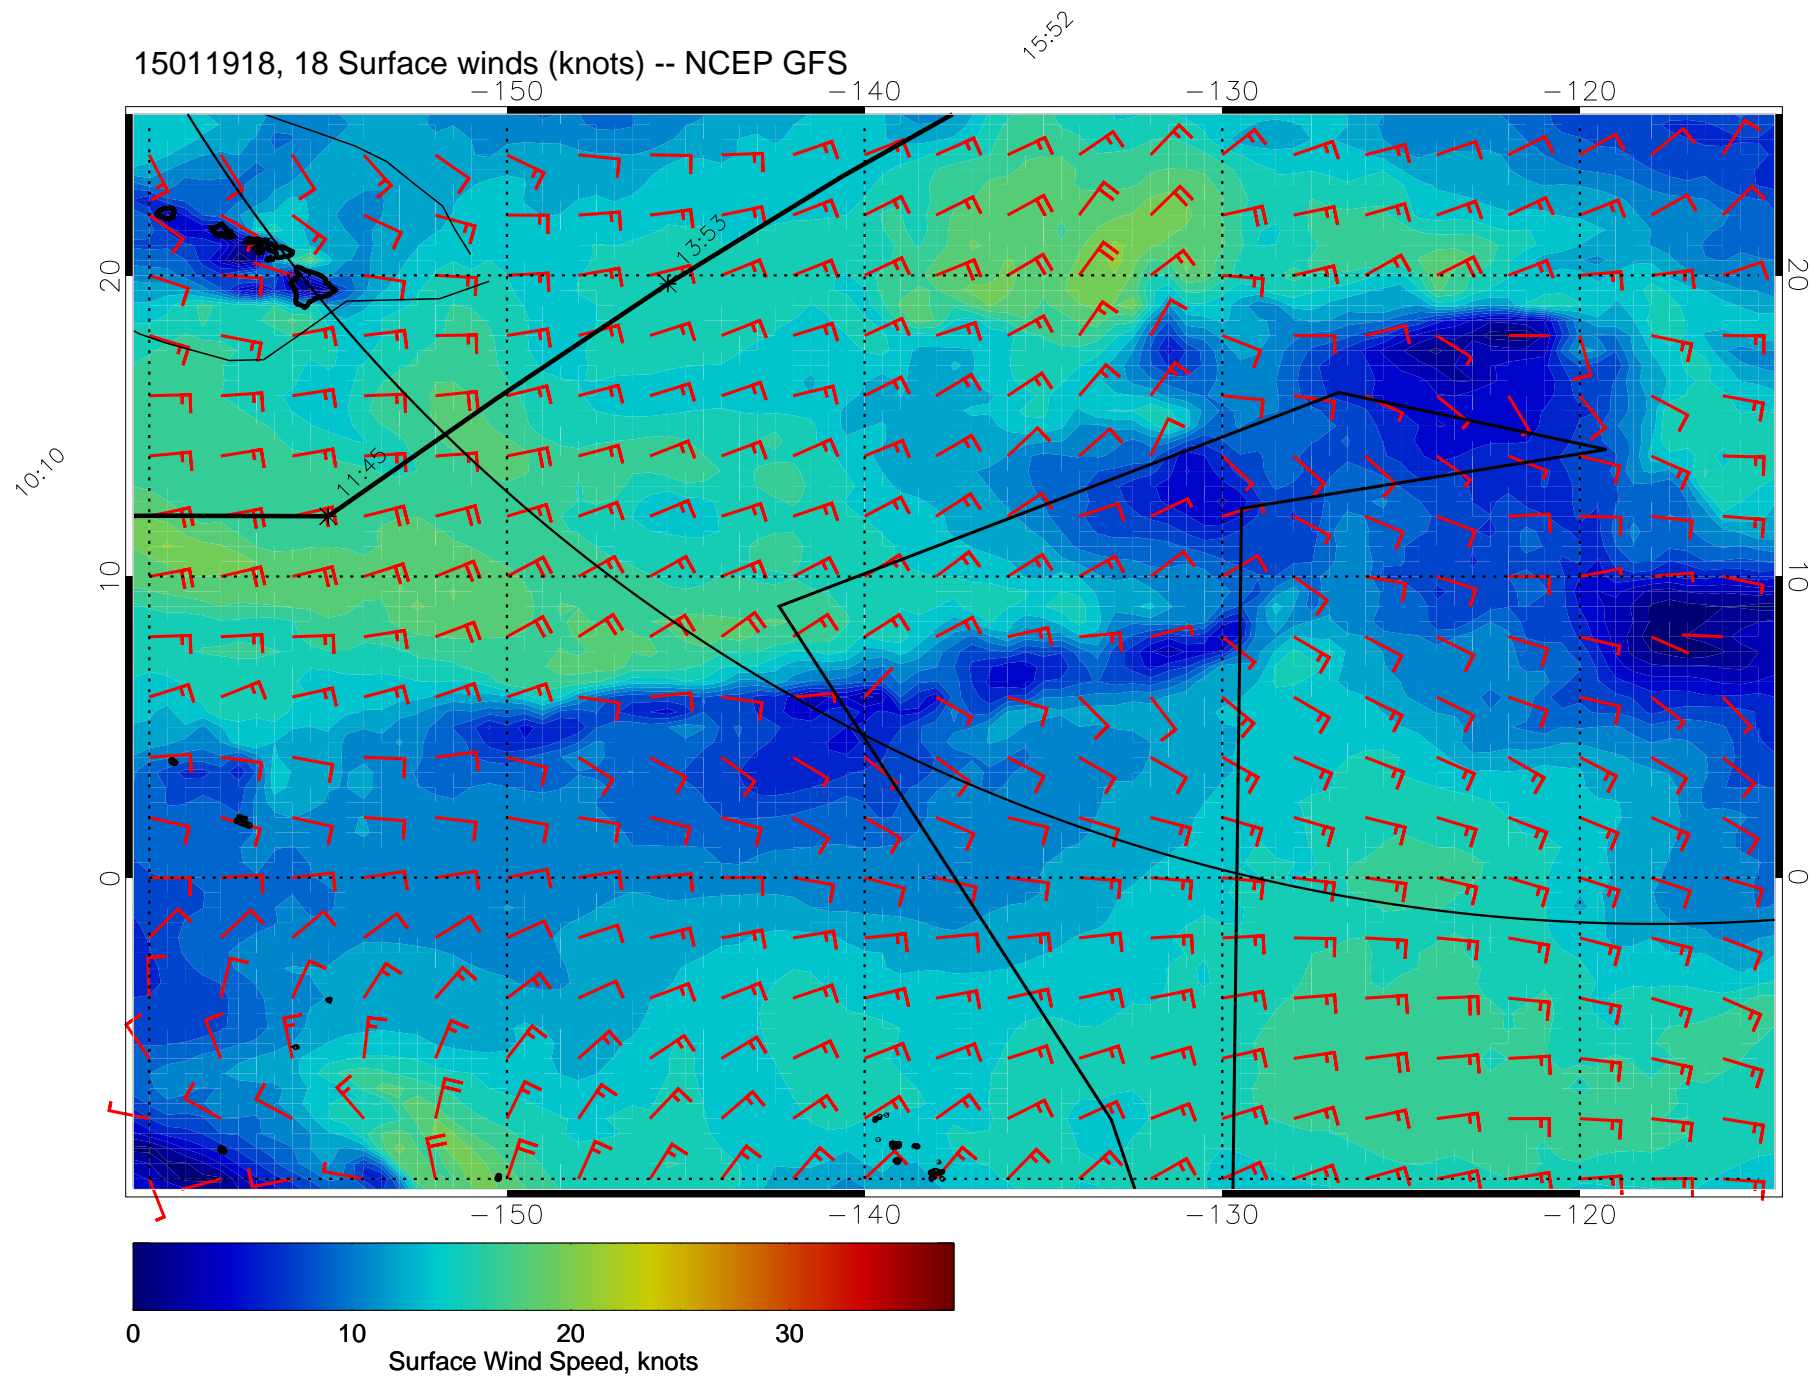 15:52
15011918, 18 Surface winds (knots) -- NCEP GFS
-150 -140 -130 -120
13:53
20 20
11:45
10:10
10 10
0 0
-150 -140 -130 -120
0 10 20 30
Surface Wind Speed, knots